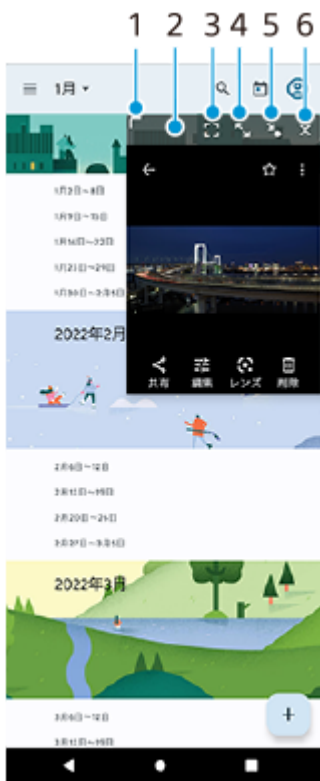 1 2 3 4 5 6
1月
1月2日~8日
1月9日~15日
1月16日~22日
1月23日~29日
1月30日~2月5日
共有 編集 レンズ 削除
2022年2月
2月6日~12日
2月13日~19日
2月20日~26日
2月27日~3月5日
2022年3月
3月6日~12日
3月13日~19日